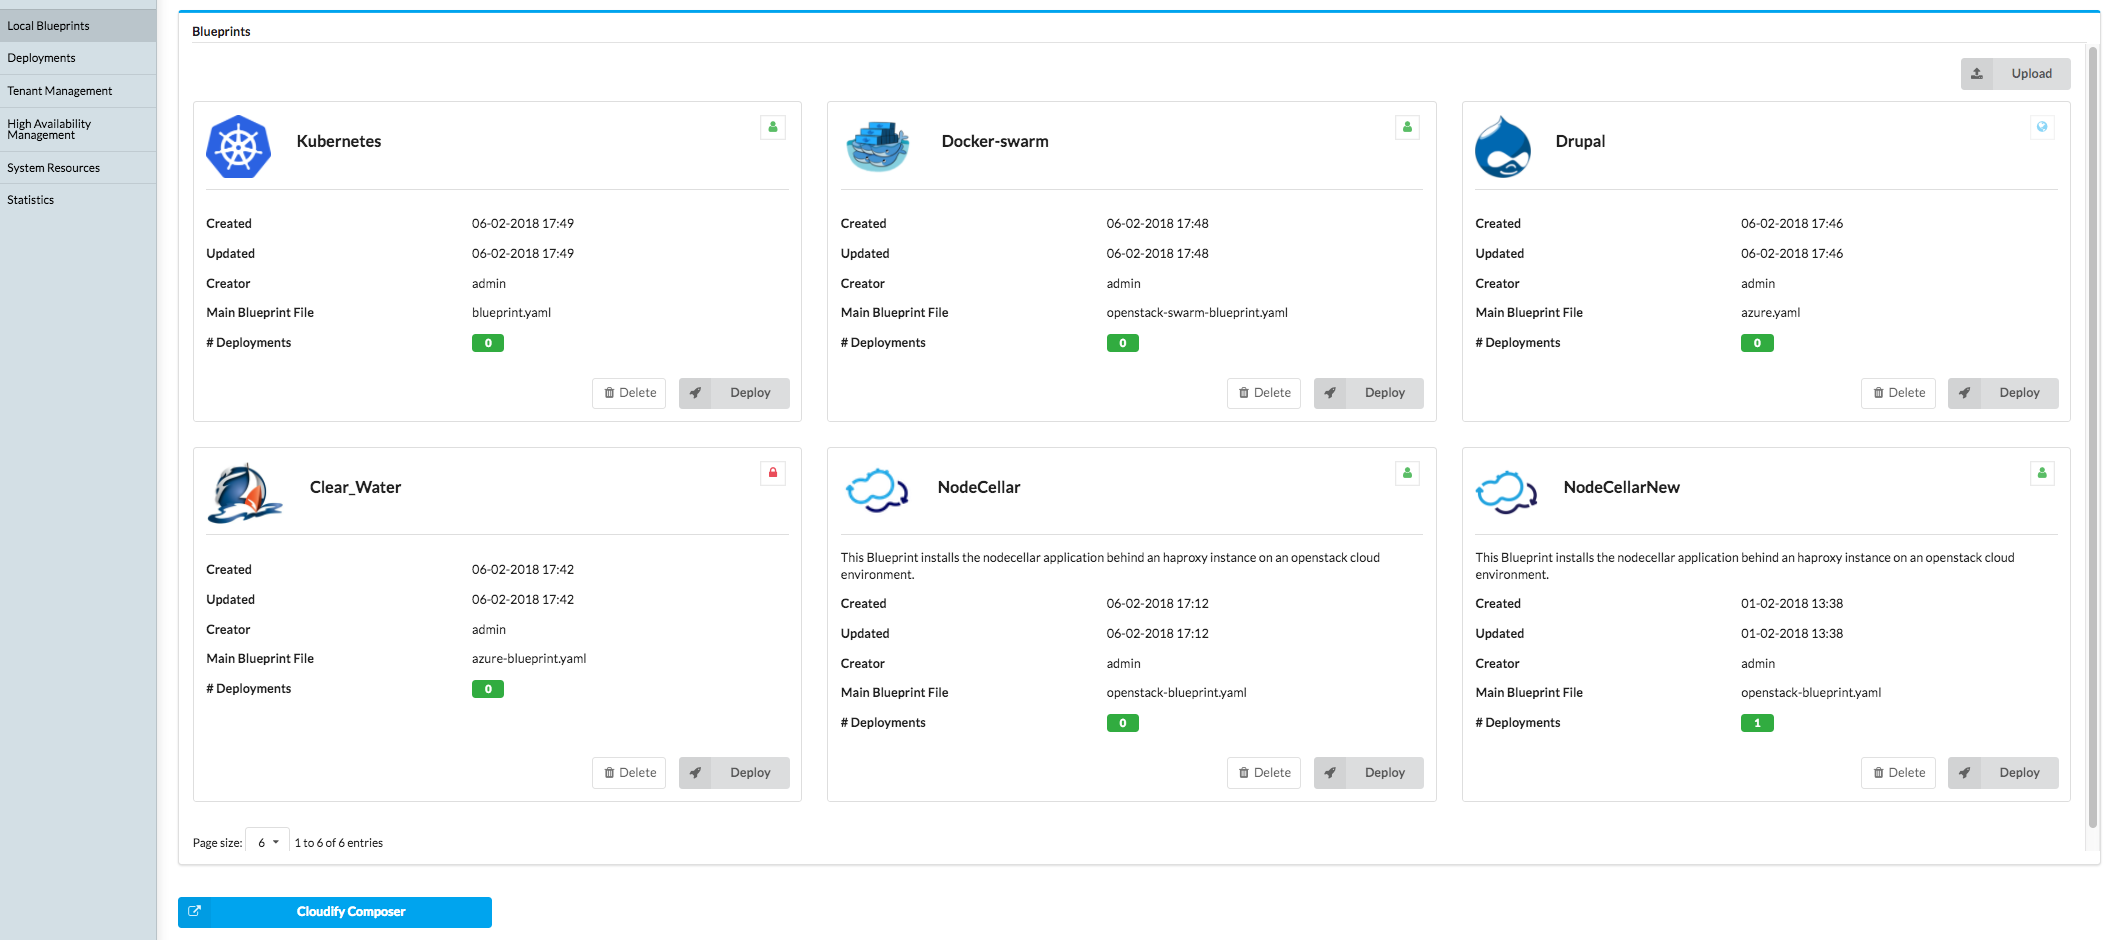 Local Blueprints
Deployments
Tenant Management
High Availability
Management
System Resources
Statistics
Blueprints
Upload
Kubernetes
Created 06-02-2018 17:49
Updated 06-02-2018 17:49
Creator admin
Main Blueprint File blueprint.yaml
# Deployments 0
Delete Deploy
Docker-swarm
Created 06-02-2018 17:48
Updated 06-02-2018 17:48
Creator admin
Main Blueprint File openstack-swarm-blueprint.yaml
# Deployments 0
Delete Deploy
Drupal
Created 06-02-2018 17:46
Updated 06-02-2018 17:46
Creator admin
Main Blueprint File azure.yaml
# Deployments 0
Delete Deploy
Clear_Water
Created 06-02-2018 17:42
Updated 06-02-2018 17:42
Creator admin
Main Blueprint File azure-blueprint.yaml
# Deployments 0
Delete Deploy
NodeCellar
This Blueprint installs the nodecellar application behind an haproxy instance on an openstack cloud
environment.
Created 06-02-2018 17:12
Updated 06-02-2018 17:12
Creator admin
Main Blueprint File openstack-blueprint.yaml
# Deployments 0
Delete Deploy
NodeCellarNew
This Blueprint installs the nodecellar application behind an haproxy instance on an openstack cloud
environment.
Created 01-02-2018 13:38
Updated 01-02-2018 13:38
Creator admin
Main Blueprint File openstack-blueprint.yaml
# Deployments 1
Delete Deploy
Page size: 6 1 to 6 of 6 entries
Cloudify Composer